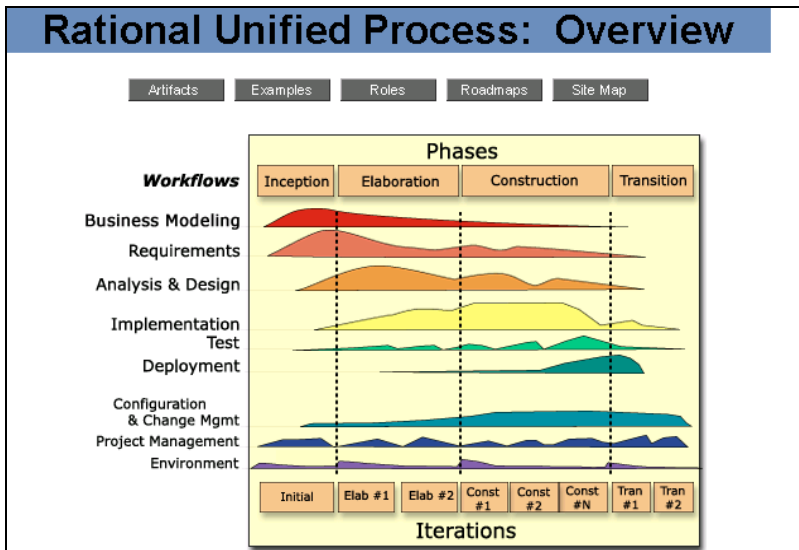 Rational Unified Process: Overview
Artifacts Examples Roles Roadmaps Site Map
Phases
Workflows Inception Elaboration Construction Transition
Business Modeling
Requirements
Analysis & Design
Implementation
Test
Deployment
Configuration
& Change Mgmt
Project Management
Environment
Initial Elab #1 Elab #2 Const #1 Const #2 Const #N Tran #1 Tran #2
Iterations